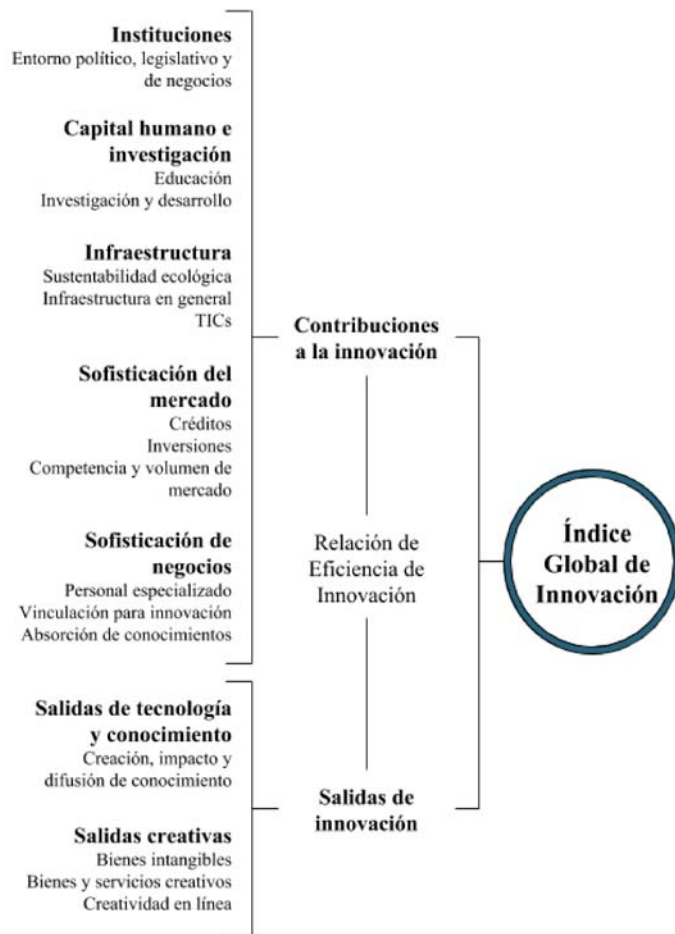 Instituciones
Entorno político, legislativo y
de negocios
Capital humano e
investigación
Educación
Investigación y desarrollo
Infraestructura
Sustentabilidad ecológica
Infraestructura en general
TICs
Sofisticación del
mercado
Créditos
Inversiones
Competencia y volumen de
mercado
Sofisticación de
negocios
Personal especializado
Vinculación para innovación
Absorción de conocimientos
Salidas de tecnología
y conocimiento
Creación, impacto y
difusión de conocimiento
Salidas creativas
Bienes intangibles
Bienes y servicios creativos
Creatividad en línea
Contribuciones
a la innovación
Relación de
Eficiencia de
Innovación
Salidas de
innovación
Índice
Global de
Innovación